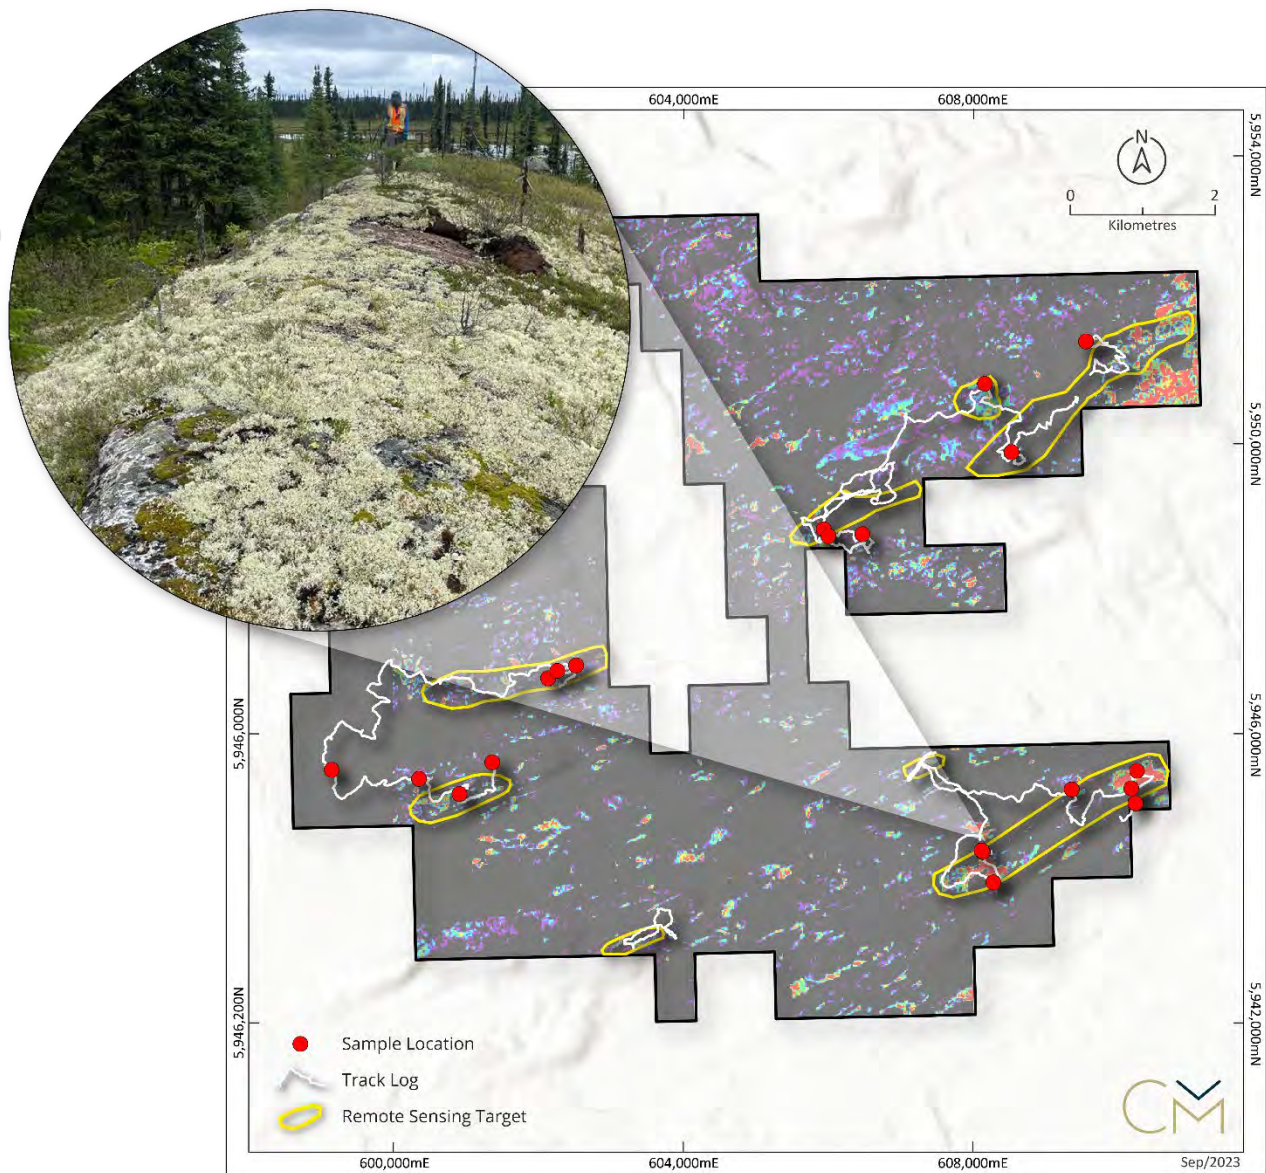 604,000mE
608,000mE
5,954,000mN
N
0
2
Kilometres
5,950,000mN
5,946,000N
5,946,000mN
5,946,200N
5,942,000mN
Sample Location
Track Log
Remote Sensing Target
CM
600,000mE
604,000mE
608,000mE
Sep/2023